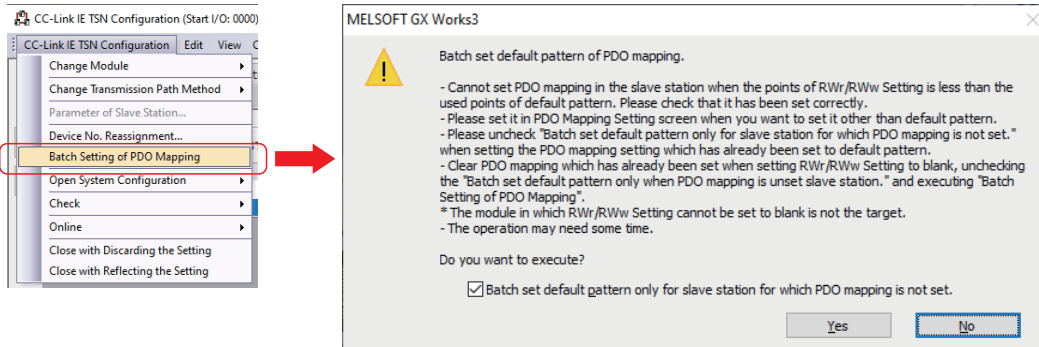 CC-Link IE TSN Configuration (Start I/O: 0000)
CC-Link IE TSN Configuration Edit View
Change Module
Change Transmission Path Method
Parameter of Slave Station...
Device No. Reassignment...
Batch Setting of PDO Mapping
Open System Configuration
Check
Online
Close with Discarding the Setting
Close with Reflecting the Setting
MELSOFT GX Works3
Batch set default pattern of PDO mapping.
- Cannot set PDO mapping in the slave station when the points of RWr/RWw Setting is less than the
used points of default pattern. Please check that it has been set correctly.
- Please set it in PDO Mapping Setting screen when you want to set it other than default pattern.
- Please uncheck "Batch set default pattern only for slave station for which PDO mapping is not set."
when setting the PDO mapping setting which has already been set to default pattern.
- Clear PDO mapping which has already been set when setting RWr/RWw Setting to blank, unchecking
the "Batch set default pattern only when PDO mapping is unset slave station." and executing "Batch
Setting of PDO Mapping".
* The module in which RWr/RWw Setting cannot be set to blank is not the target.
- The operation may need some time.
Do you want to execute?
Batch set default pattern only for slave station for which PDO mapping is not set.
Yes
No